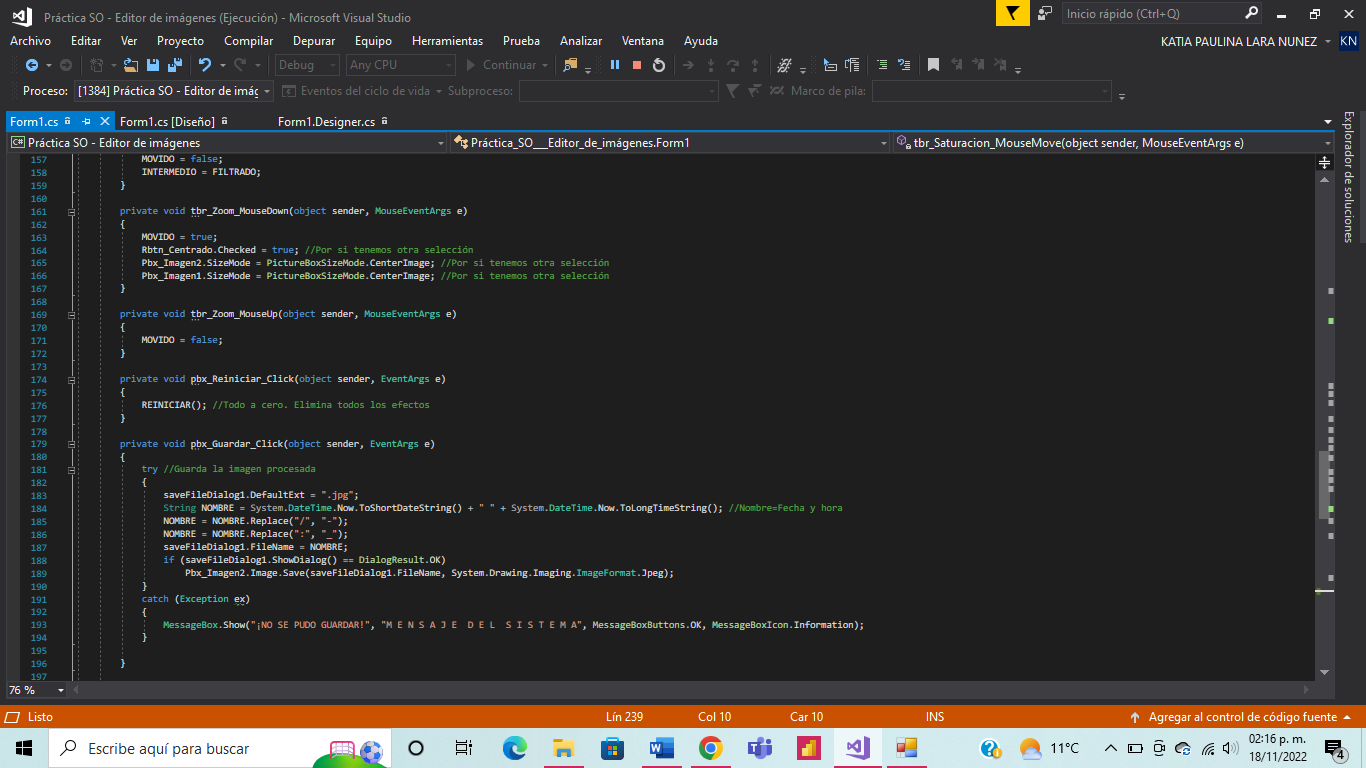 Práctica SO - Editor de imágenes (Ejecución) - Microsoft Visual Studio
Inicio rápido (Ctrl+Q)
Archivo Editar Ver Proyecto Compilar Depurar Equipo Herramientas Prueba Analizar Ventana Ayuda
KATIA PAULINA LARA NUNEZ KN
Debug Any CPU Continuar
Proceso: [1384] Práctica SO - Editor de imág Eventos del ciclo de vida Subproceso: Marco de pila:
Form1.cs Form1.cs [Diseño] Form1.Designer.cs
Explorador de soluciones
Práctica SO - Editor de imágenes Práctica_SO___Editor_de_imágenes.Form1 tbr_Saturacion_MouseMove(object sender, MouseEventArgs e)
157 MOVIDO = false;
158 INTERMEDIO = FILTRADO;
159 }
160
161 private void tbr_Zoom_MouseDown(object sender, MouseEventArgs e)
162 {
163 MOVIDO = true;
164 Rbtn_Centrado.Checked = true; //Por si tenemos otra selección
165 Pbx_Imagen2.SizeMode = PictureBoxSizeMode.CenterImage; //Por si tenemos otra selección
166 Pbx_Imagen1.SizeMode = PictureBoxSizeMode.CenterImage; //Por si tenemos otra selección
167 }
168
169 private void tbr_Zoom_MouseUp(object sender, MouseEventArgs e)
170 {
171 MOVIDO = false;
172 }
173
174 private void pbx_Reiniciar_Click(object sender, EventArgs e)
175 {
176 REINICIAR(); //Todo a cero. Elimina todos los efectos
177 }
178
179 private void pbx_Guardar_Click(object sender, EventArgs e)
180 {
181 try //Guarda la imagen procesada
182 {
183 saveFileDialog1.DefaultExt = ".jpg";
184 String NOMBRE = System.DateTime.Now.ToShortDateString() + " " + System.DateTime.Now.ToLongTimeString(); //Nombre=Fecha y hora
185 NOMBRE = NOMBRE.Replace("/", "-");
186 NOMBRE = NOMBRE.Replace(":", "_");
187 saveFileDialog1.FileName = NOMBRE;
188 if (saveFileDialog1.ShowDialog() == DialogResult.OK)
189 Pbx_Imagen2.Image.Save(saveFileDialog1.FileName, System.Drawing.Imaging.ImageFormat.Jpeg);
190 }
191 catch (Exception ex)
192 {
193 MessageBox.Show("¡NO SE PUDO GUARDAR!", "M E N S A J E  D E L  S I S T E M A", MessageBoxButtons.OK, MessageBoxIcon.Information);
194 }
195
196 }
197
76 %
Listo Lín 239 Col 10 Car 10 INS Agregar al control de código fuente
Escribe aquí para buscar
11°C
02:16 p. m.
18/11/2022
4